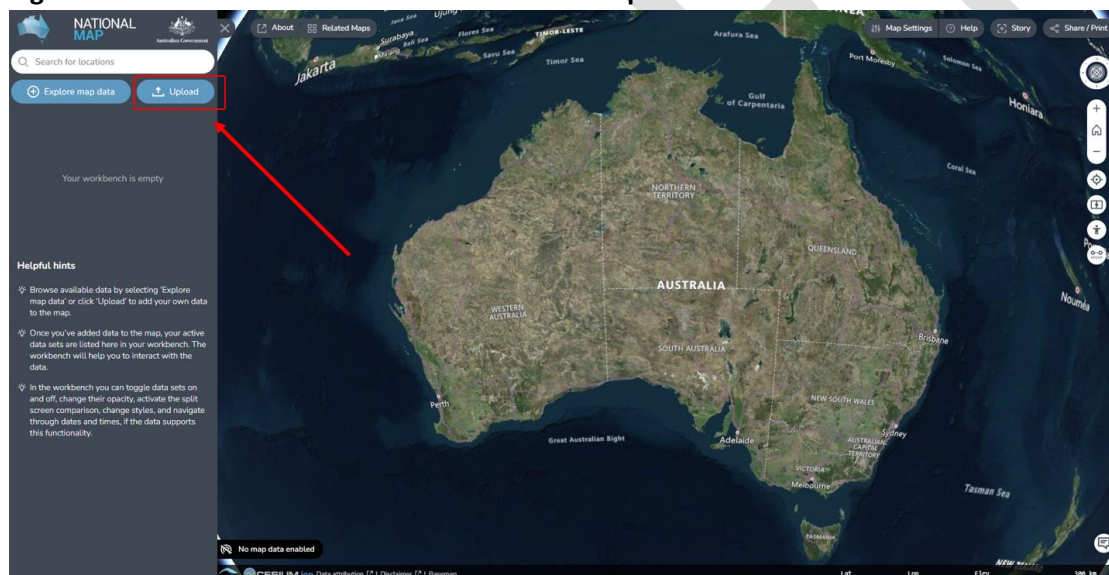 NATIONAL
MAP
Australian Government
About
Related Maps
Map Settings
Help
Story
Share / Print
Search for locations
Explore map data
Upload
Your workbench is empty
Helpful hints
Browse available data by selecting 'Explore
map data' or click 'Upload' to add your own data
to the map.
Once you've added data to the map, your active
data sets are listed here in your workbench. The
workbench will help you to interact with the
data.
In the workbench you can toggle data sets on
and off, change their opacity, activate the split
screen comparison, change styles, and navigate
through dates and times, if the data supports
this functionality.
Java Sea
Surabaya
Malang
Bali Sea
Flores Sea
TIMOR-LESTE
Savu Sea
Jakarta
Timor Sea
Arafura Sea
Port Moresby
Solomon Sea
Honiara
Gulf
of Carpentaria
Coral Sea
NORTHERN
TERRITORY
QUEENSLAND
AUSTRALIA
WESTERN
AUSTRALIA
SOUTH AUSTRALIA
Noumea
Brisbane
NEW SOUTH WALES
Perth
Great Australian Bight
Adelaide
Sydney
AUSTRALIAN
CAPITAL
TERRITORY
VICTORIA
Melbourne
Tasman Sea
TASMANIA
No map data enabled
CESIUM ion Data attribution | Disclaimer | Basemap
Lat
Lon
Elev
300 km